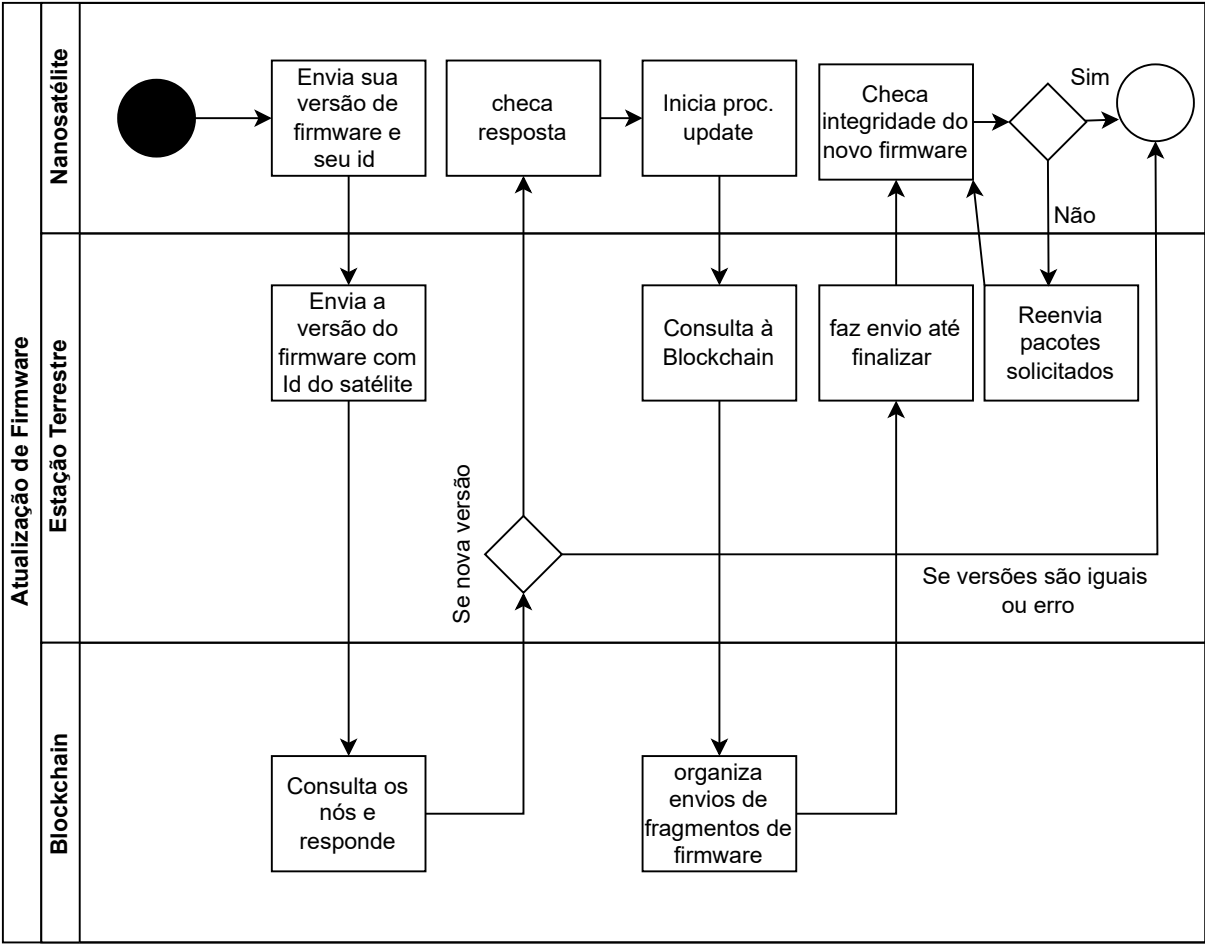 Atualização de Firmware
Nanosatélite
Envia sua
versão de
firmware e
seu id
checa
resposta
Inicia proc.
update
Checa
integridade do
novo firmware
Sim
Não
Estação Terrestre
Envia a
versão do
firmware com
Id do satélite
Consulta à
Blockchain
faz envio até
finalizar
Reenvia
pacotes
solicitados
Se nova versão
Se versões são iguais
ou erro
Blockchain
Consulta os
nós e
responde
organiza
envios de
fragmentos de
firmware